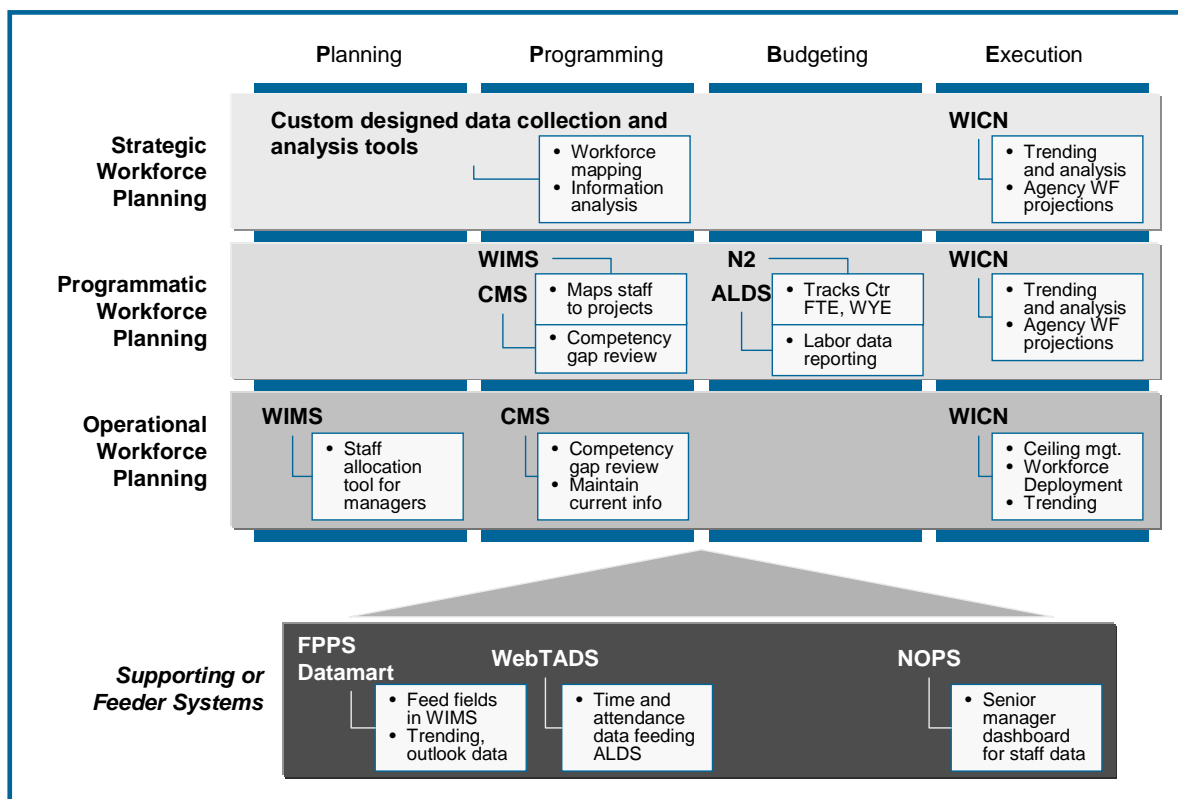 Planning
Programming
Budgeting
Execution
Strategic
Workforce
Planning
Custom designed data collection and
analysis tools
• Workforce
mapping
• Information
analysis
WICN
• Trending
and analysis
• Agency WF
projections
Programmatic
Workforce
Planning
WIMS
• Maps staff
to projects
CMS
• Competency
gap review
N2
• Tracks Ctr
FTE, WYE
ALDS
• Labor data
reporting
WICN
• Trending
and analysis
• Agency WF
projections
Operational
Workforce
Planning
WIMS
• Staff
allocation
tool for
managers
CMS
• Competency
gap review
• Maintain
current info
WICN
• Ceiling mgt.
• Workforce
Deployment
• Trending
Supporting or
Feeder Systems
FPPS
Datamart
• Feed fields
in WIMS
• Trending,
outlook data
WebTADS
• Time and
attendance
data feeding
ALDS
NOPS
• Senior
manager
dashboard
for staff data